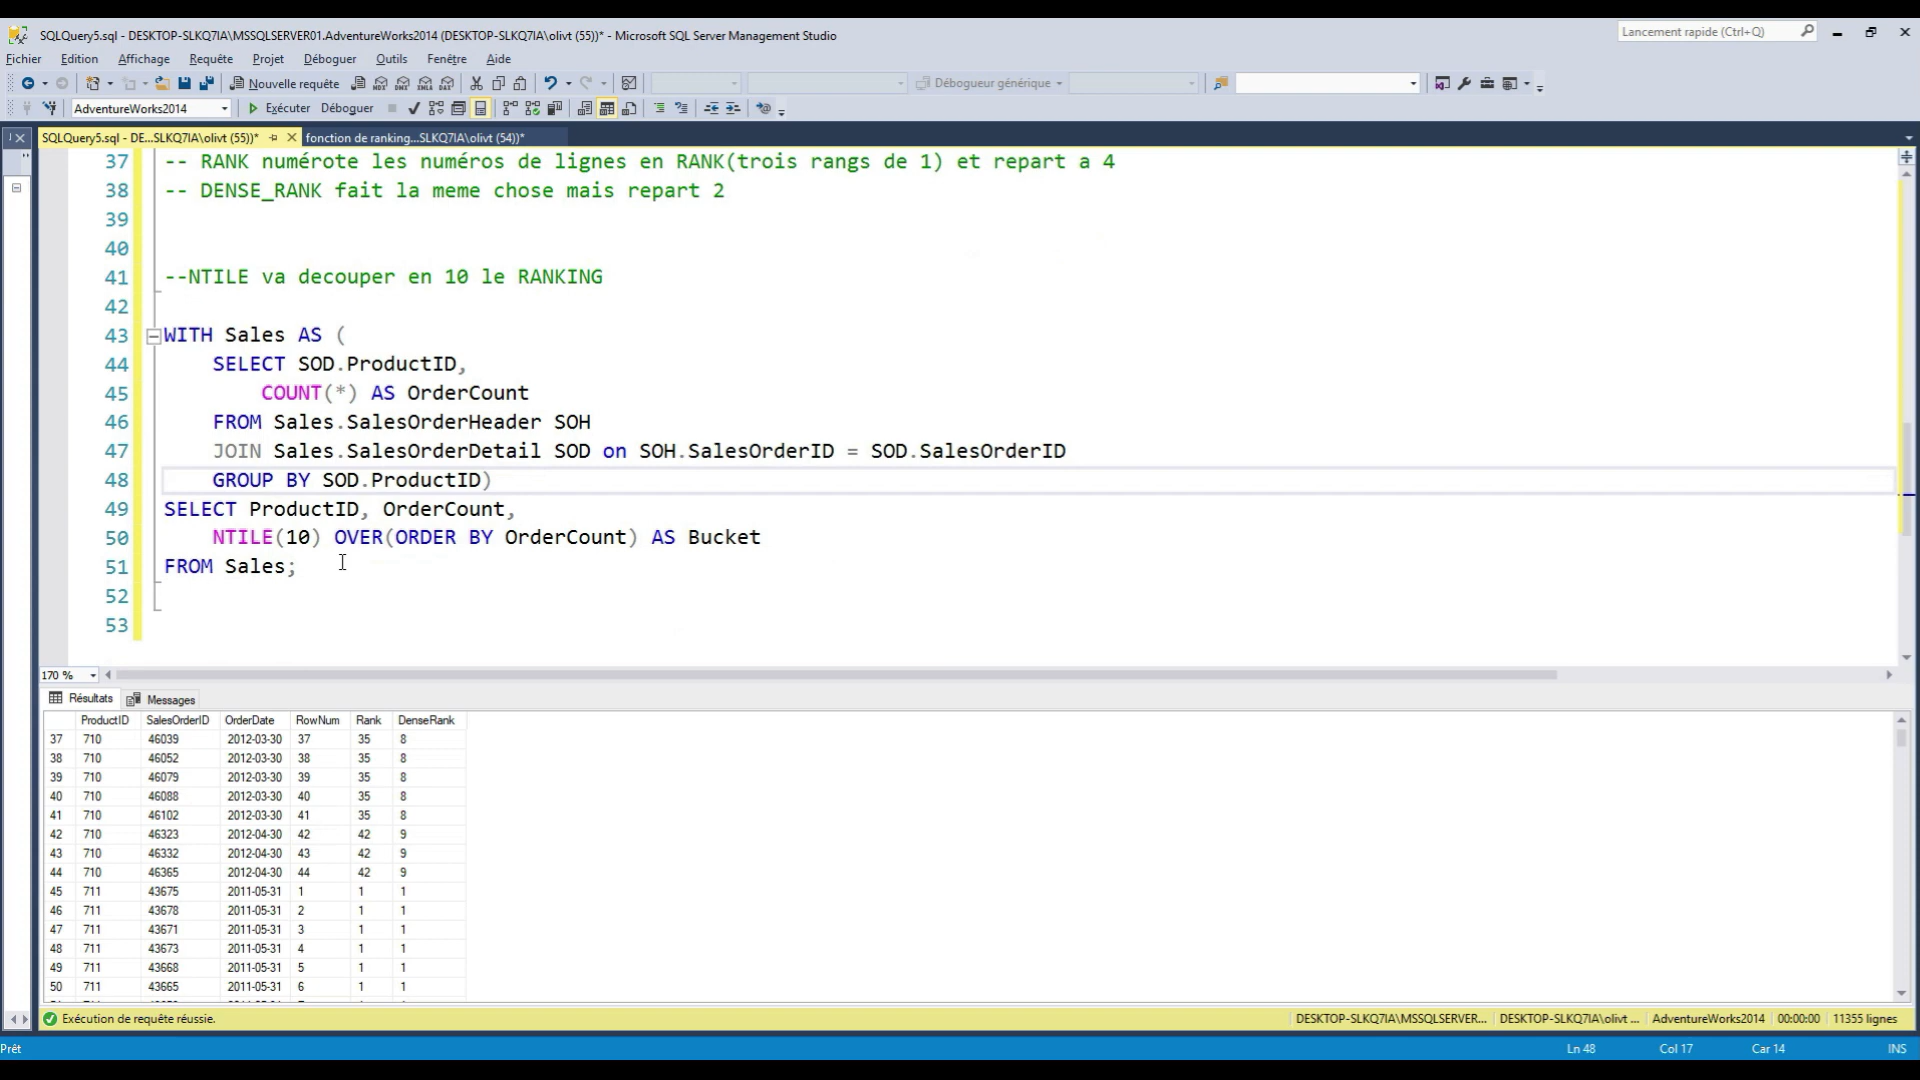 SQLQuery5.sql - DESKTOP-SLKQ7IA\MSSQLSERVER01.AdventureWorks2014 (DESKTOP-SLKQ7IA\olivt (55))* - Microsoft SQL Server Management Studio
Lancement rapide (Ctrl+Q)
Fichier Edition Affichage Requête Projet Déboguer Outils Fenêtre Aide
Nouvelle requête Débogueur générique
AdventureWorks2014 Exécuter Déboguer
SQLQuery5.sql - DE...SLKQ7IA\olivt (55))* fonction de ranking...SLKQ7IA\olivt (54))*
37 -- RANK numérote les numéros de lignes en RANK(trois rangs de 1) et repart a 4
38 -- DENSE_RANK fait la meme chose mais repart 2
39
40
41 --NTILE va decouper en 10 le RANKING
42
43 WITH Sales AS (
44 SELECT SOD.ProductID,
45 COUNT(*) AS OrderCount
46 FROM Sales.SalesOrderHeader SOH
47 JOIN Sales.SalesOrderDetail SOD on SOH.SalesOrderID = SOD.SalesOrderID
48 GROUP BY SOD.ProductID)
49 SELECT ProductID, OrderCount,
50 NTILE(10) OVER(ORDER BY OrderCount) AS Bucket
51 FROM Sales;
52
53
170 %
Résultats Messages
ProductID SalesOrderID OrderDate RowNum Rank DenseRank
37 710 46039 2012-03-30 37 35 8
38 710 46052 2012-03-30 38 35 8
39 710 46079 2012-03-30 39 35 8
40 710 46088 2012-03-30 40 35 8
41 710 46102 2012-03-30 41 35 8
42 710 46323 2012-04-30 42 42 9
43 710 46332 2012-04-30 43 42 9
44 710 46365 2012-04-30 44 42 9
45 711 43675 2011-05-31 1 1 1
46 711 43678 2011-05-31 2 1 1
47 711 43671 2011-05-31 3 1 1
48 711 43673 2011-05-31 4 1 1
49 711 43668 2011-05-31 5 1 1
50 711 43665 2011-05-31 6 1 1
Exécution de requête réussie. DESKTOP-SLKQ7IA\MSSQLSERVER... DESKTOP-SLKQ7IA\olivt ... AdventureWorks2014 00:00:00 11355 lignes
Prêt Ln 48 Col 17 Car 14 INS